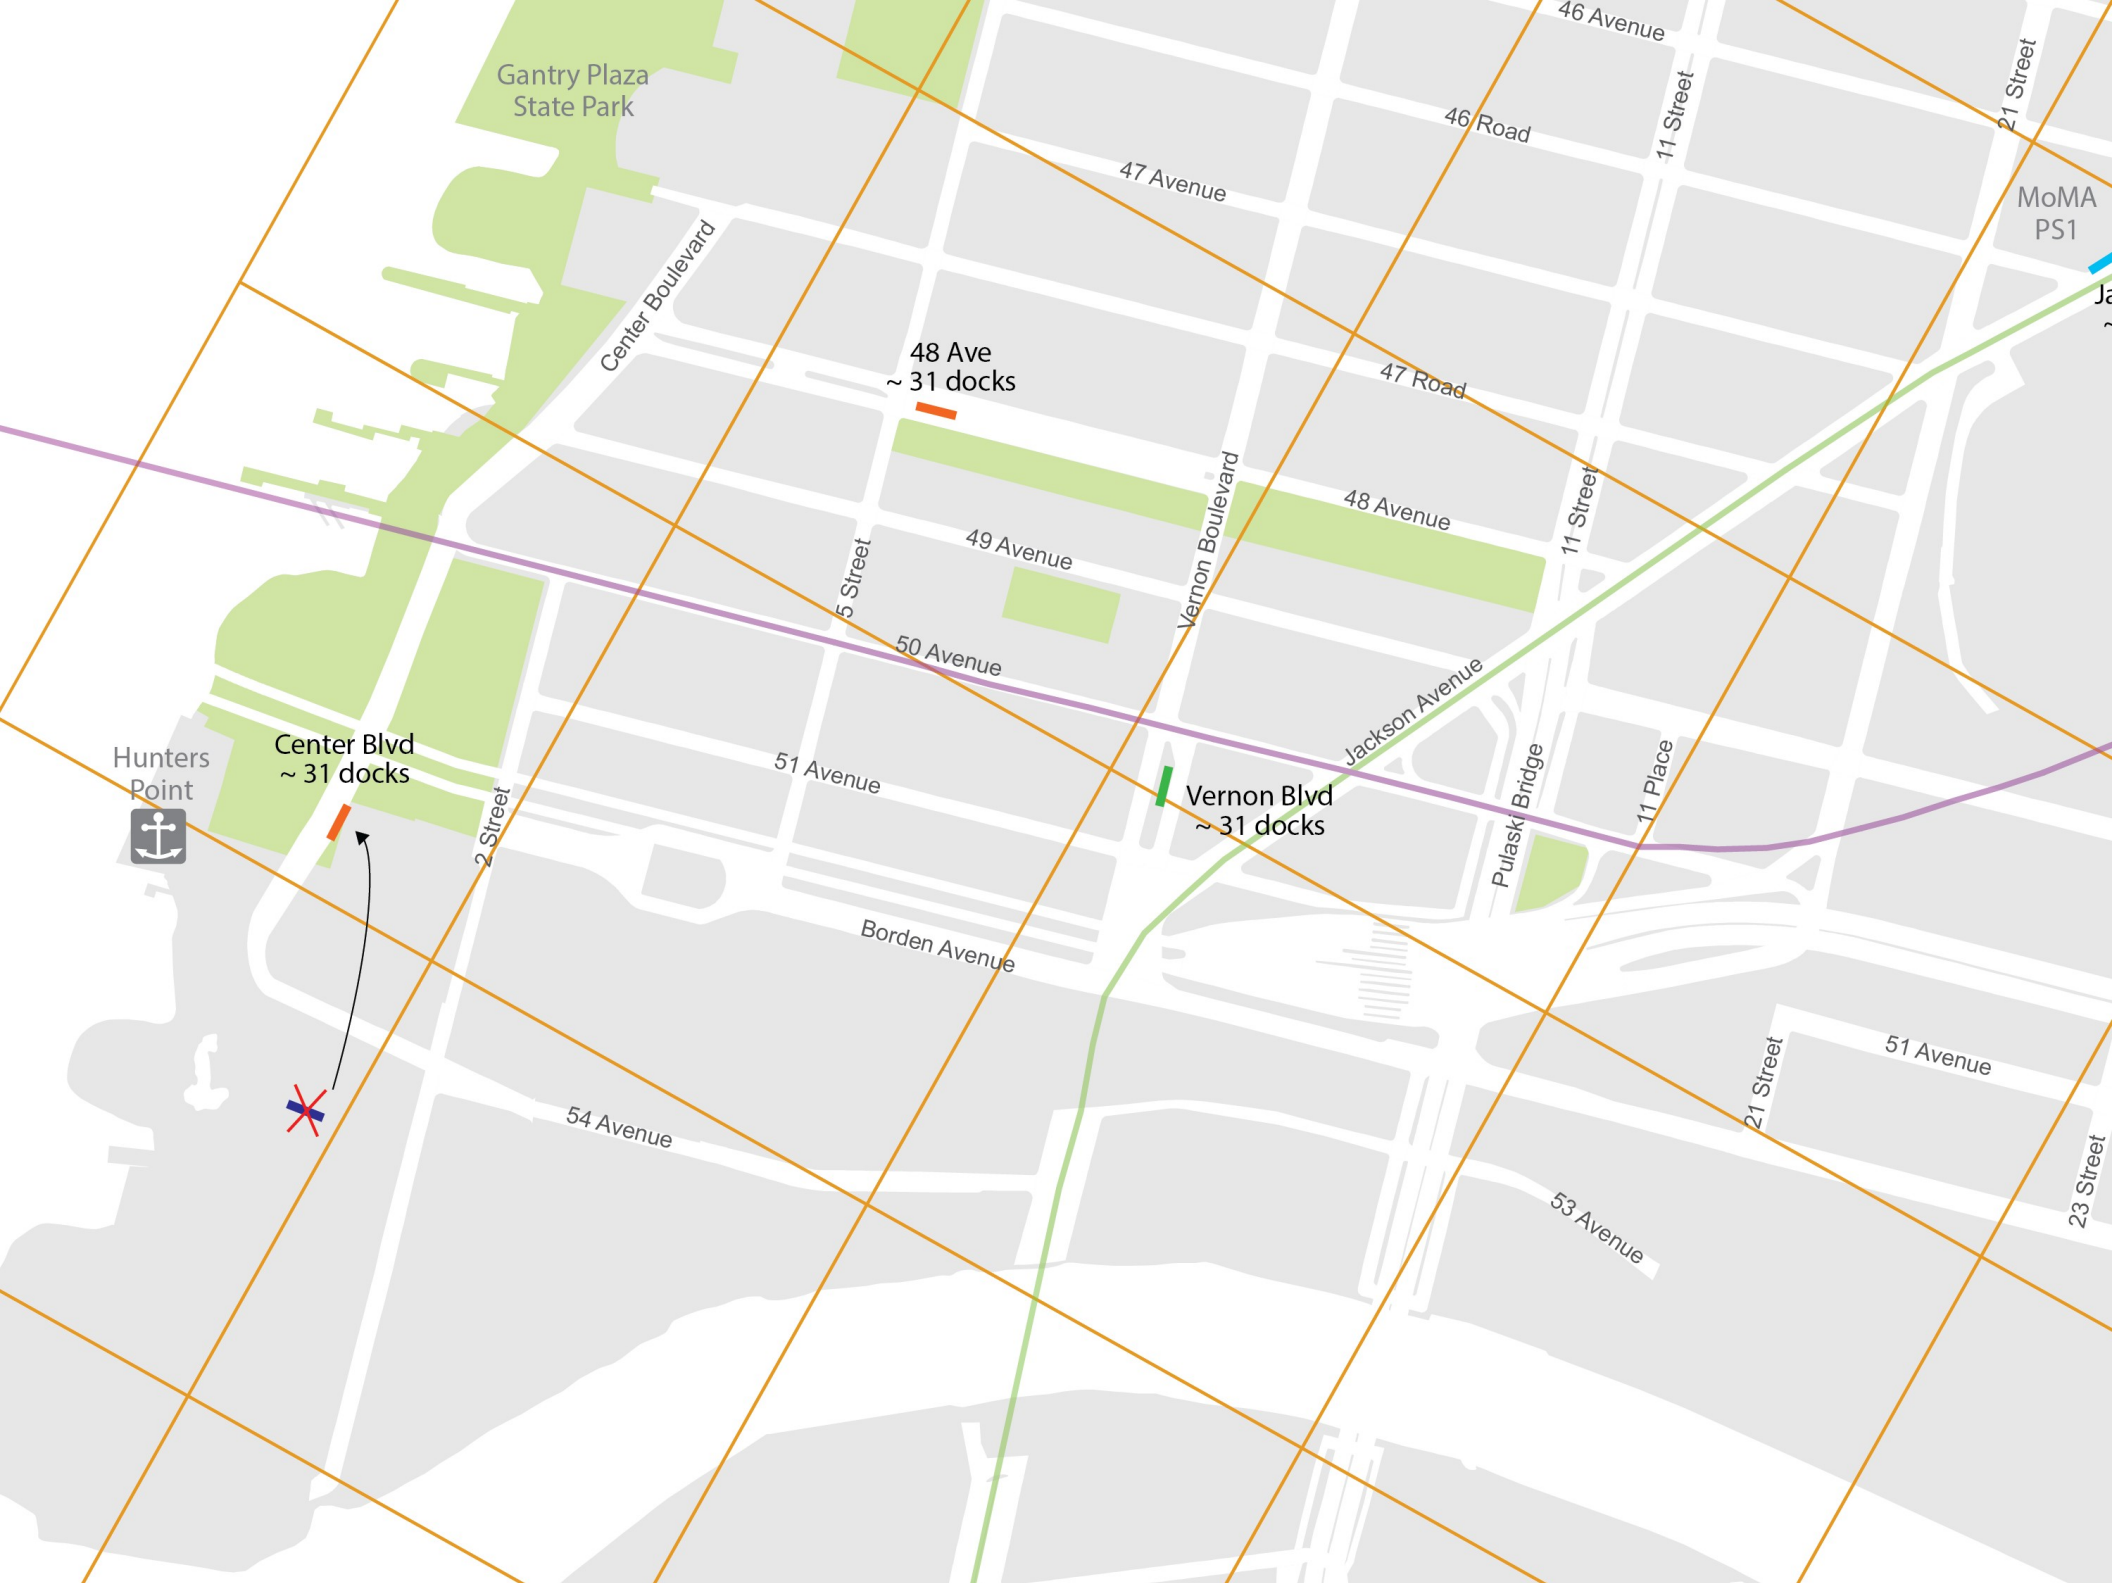 46 Avenue
Gantry Plaza
State Park
11 Street
21 Street
46 Road
47 Avenue
MoMA
PS1
Center Boulevard
48 Ave
~ 31 docks
47 Road
Vernon Boulevard
48 Avenue
11 Street
49 Avenue
5 Street
50 Avenue
Jackson Avenue
Center Blvd
~ 31 docks
Hunters
Point
51 Avenue
2 Street
Vernon Blvd
~ 31 docks
Pulaski Bridge
11 Place
Borden Avenue
51 Avenue
21 Street
54 Avenue
53 Avenue
23 Street